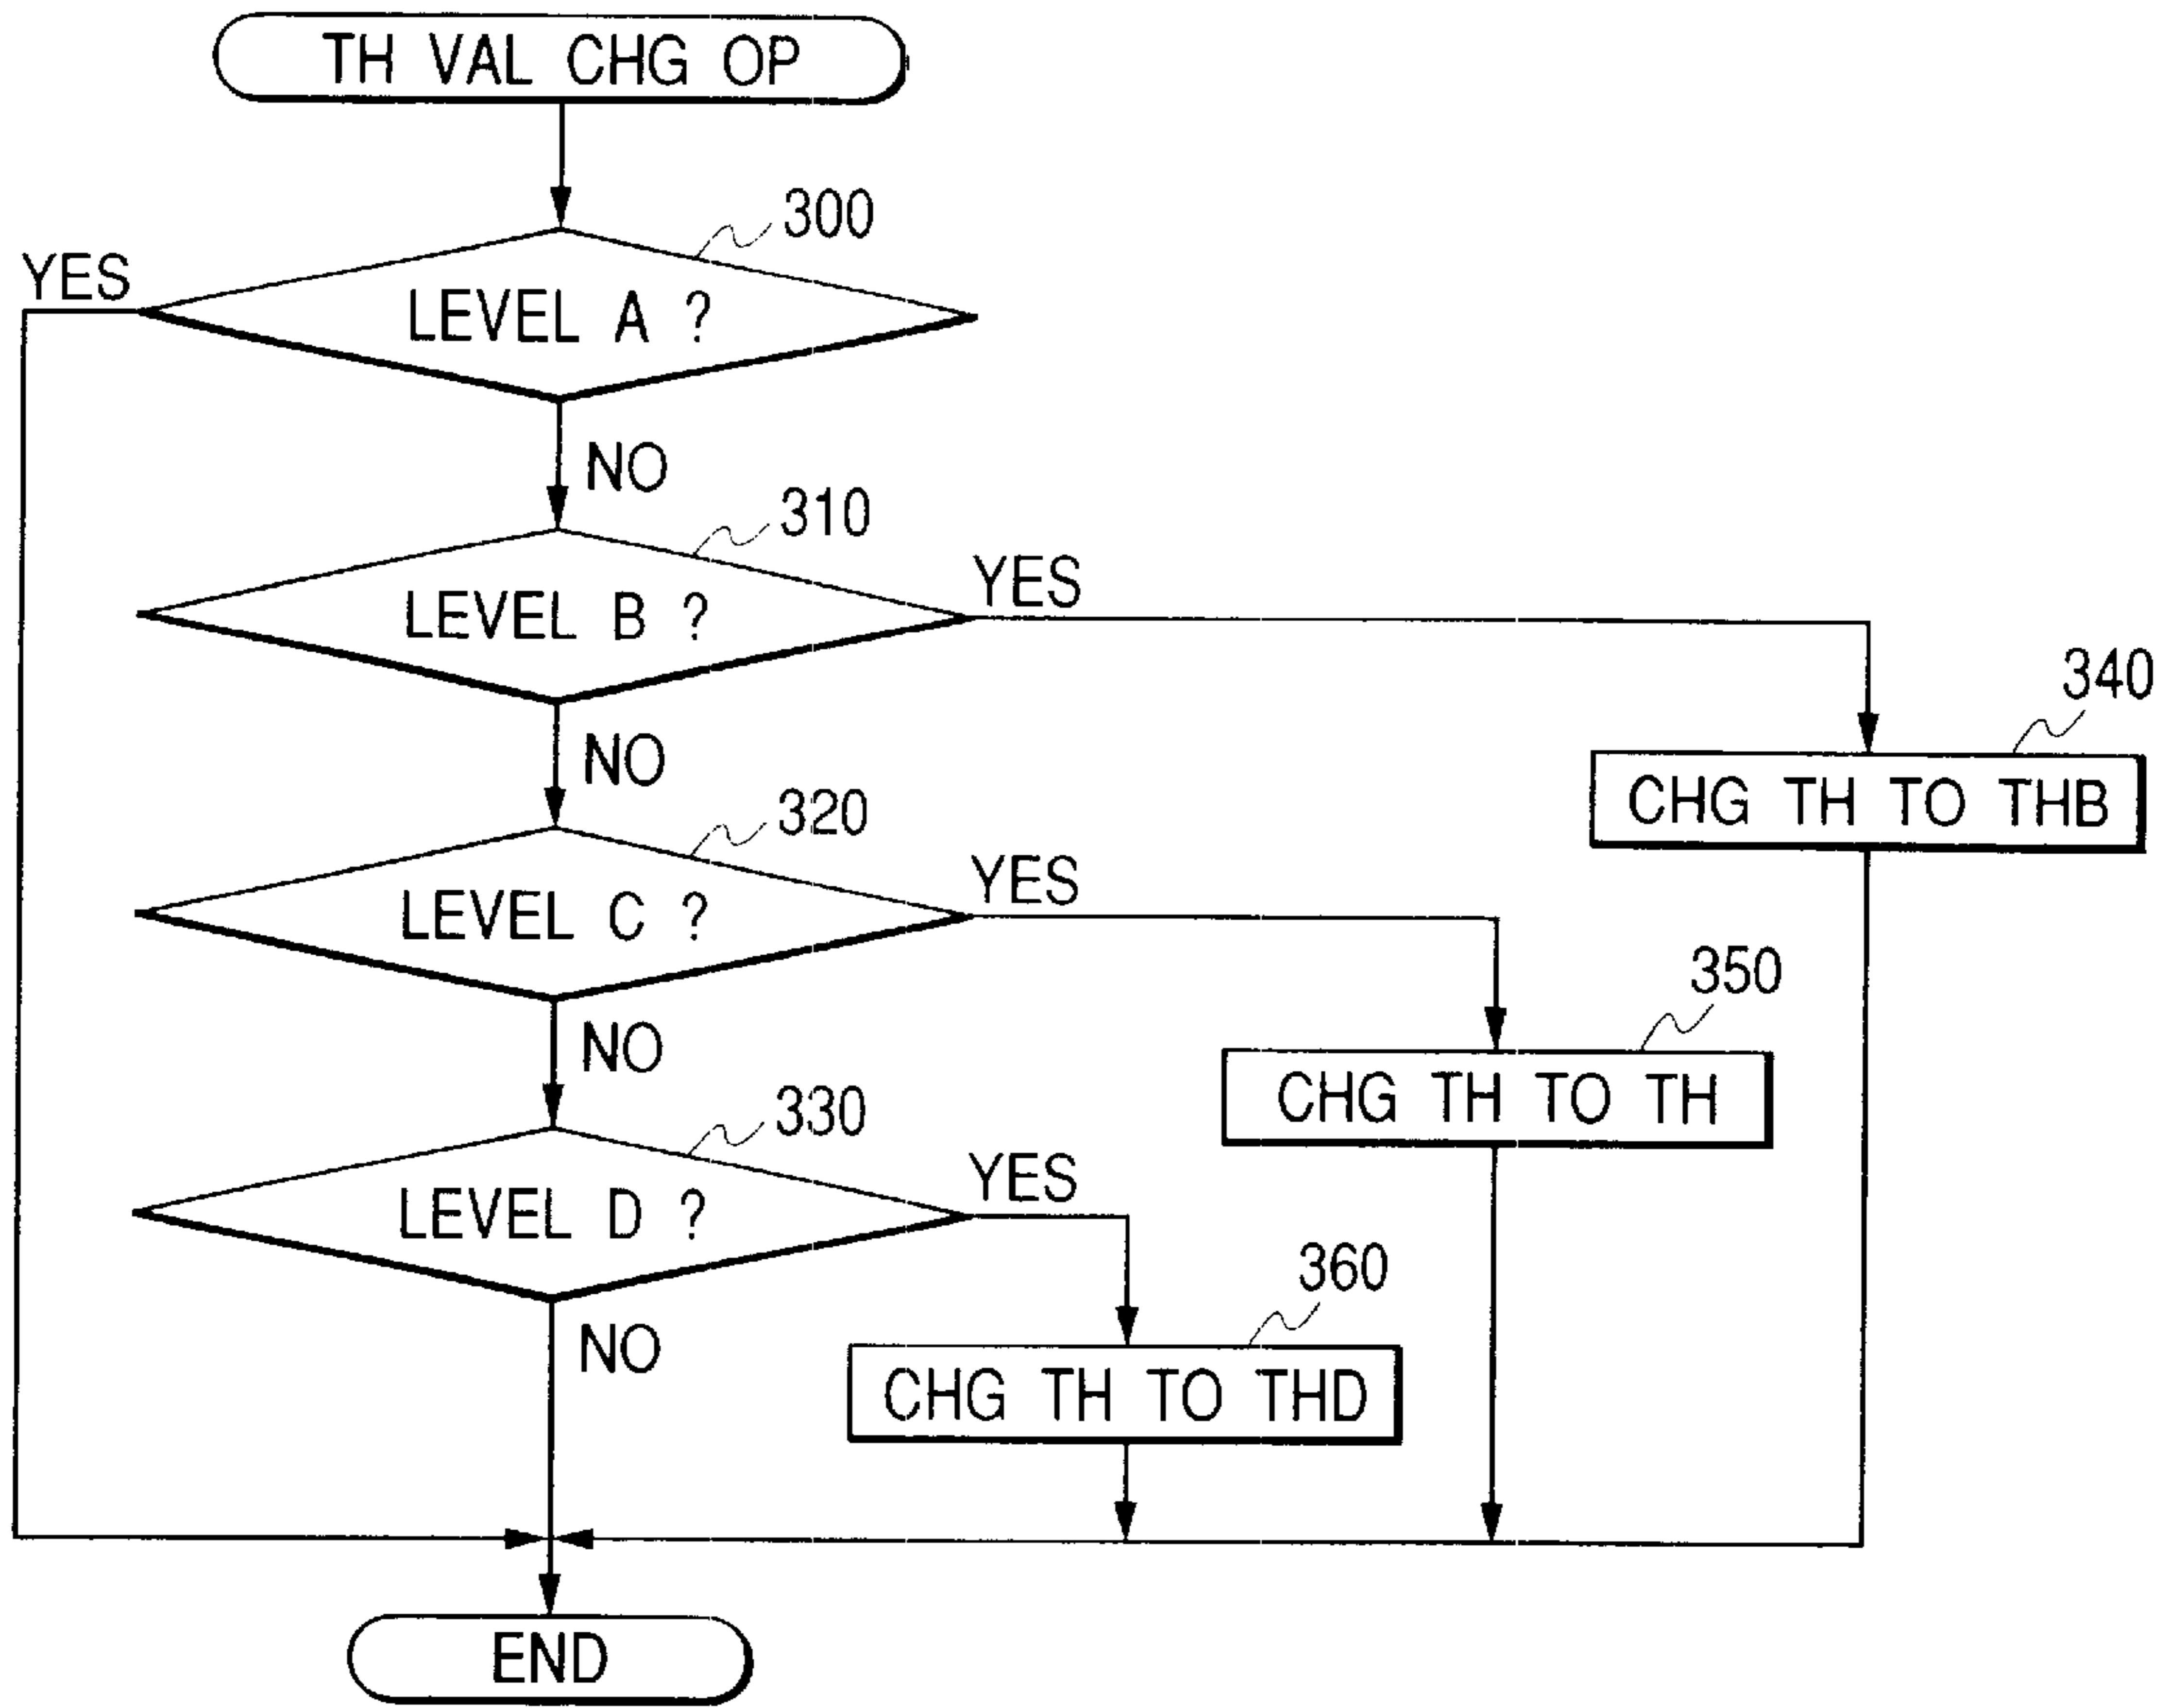 TH VAL CHG OP
300
YES
LEVEL A ?
NO
310
YES
LEVEL B ?
340
NO
CHG TH TO THB
320
YES
LEVEL C ?
350
NO
CHG TH TO TH
330
YES
LEVEL D ?
360
NO
CHG TH TO THD
END